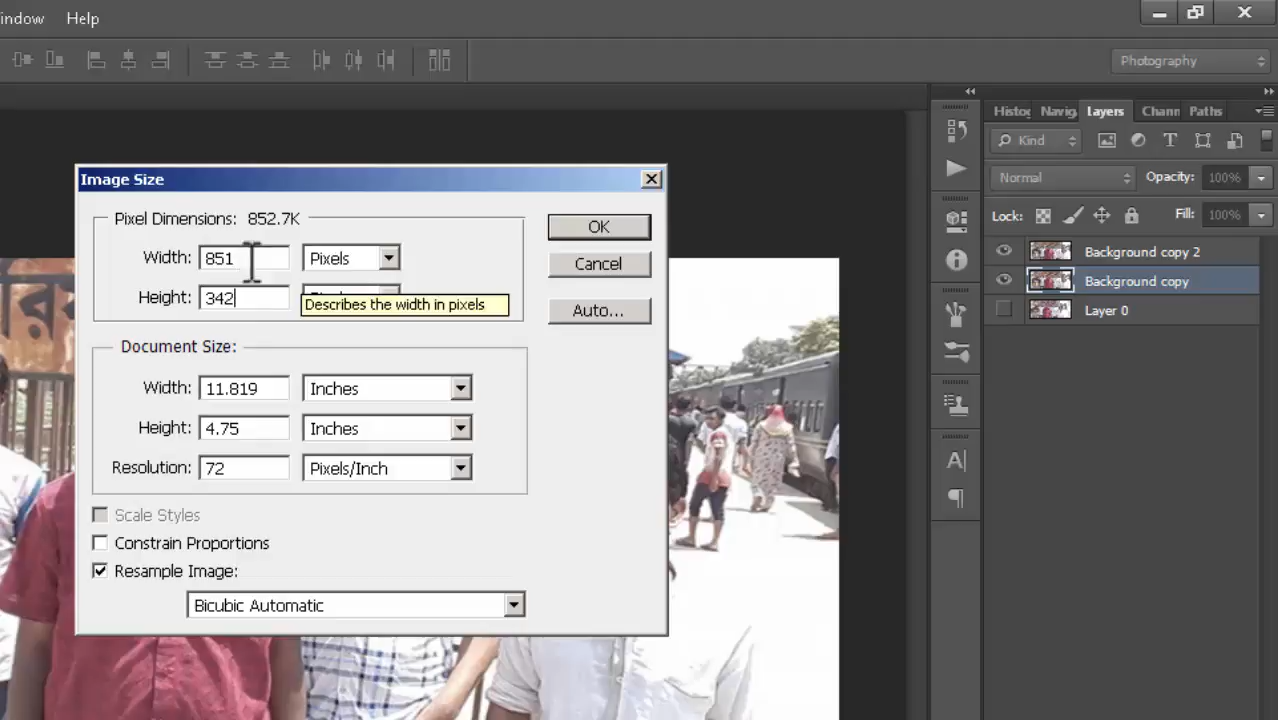 indow Help
Photography
Histog Navig Layers Chann Paths
Kind
Normal Opacity: 100%
Lock: Fill: 100%
Background copy 2
Background copy
Layer 0
Image Size
Pixel Dimensions: 852.7K
Width: 851 Pixels
Height: 342
Describes the width in pixels
OK
Cancel
Auto...
Document Size:
Width: 11.819 Inches
Height: 4.75 Inches
Resolution: 72 Pixels/Inch
Scale Styles
Constrain Proportions
Resample Image:
Bicubic Automatic